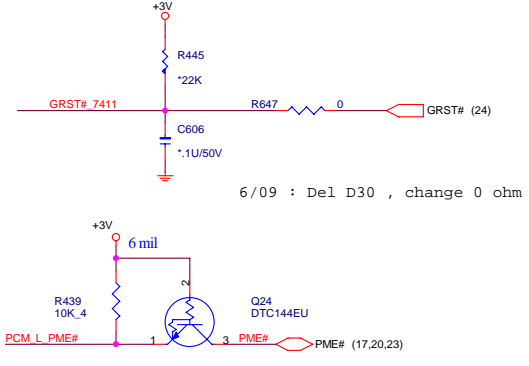 +3V
R445
*22K
GRST#_7411
R647
0
GRST# (24)
C606
*.1U/50V
6/09 : Del D30 , change 0 ohm
+3V
6 mil
2
R439
10K_4
Q24
DTC144EU
PCM_L_PME#
1
3
PME#
PME# (17,20,23)